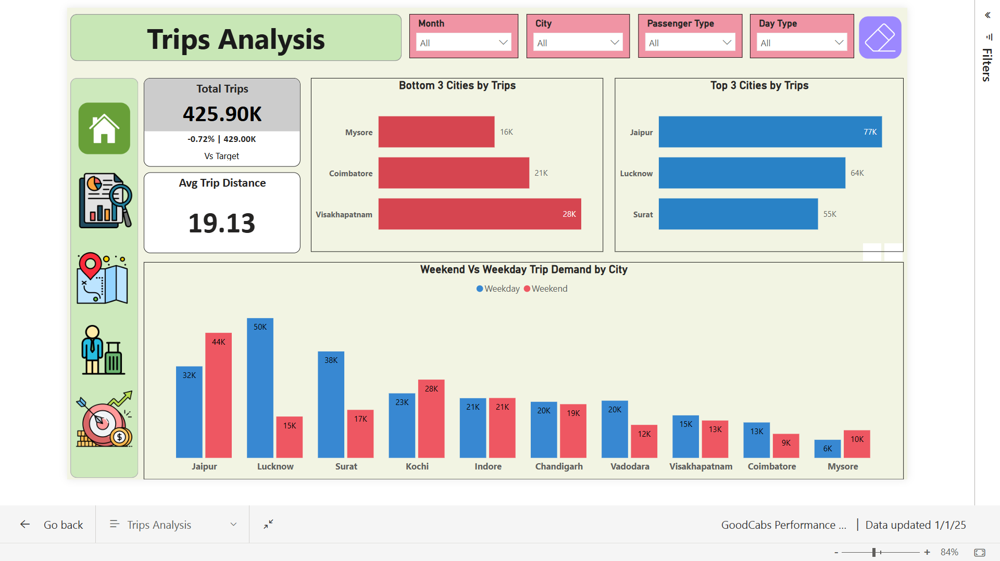 Trips Analysis
Month
All
City
All
Passenger Type
All
Day Type
All
Filters
Total Trips
425.90K
-0.72% | 429.00K
Vs Target
Avg Trip Distance
19.13
Bottom 3 Cities by Trips
Mysore 16K
Coimbatore 21K
Visakhapatnam 28K
Top 3 Cities by Trips
Jaipur 77K
Lucknow 64K
Surat 55K
Weekend Vs Weekday Trip Demand by City
Weekday Weekend
32K 44K
50K 15K
38K 17K
23K 28K
21K 21K
20K 19K
20K 12K
15K 13K
13K 9K
6K 10K
Jaipur Lucknow Surat Kochi Indore Chandigarh Vadodara Visakhapatnam Coimbatore Mysore
Go back
Trips Analysis
GoodCabs Performance ... | Data updated 1/1/25
- + 84%